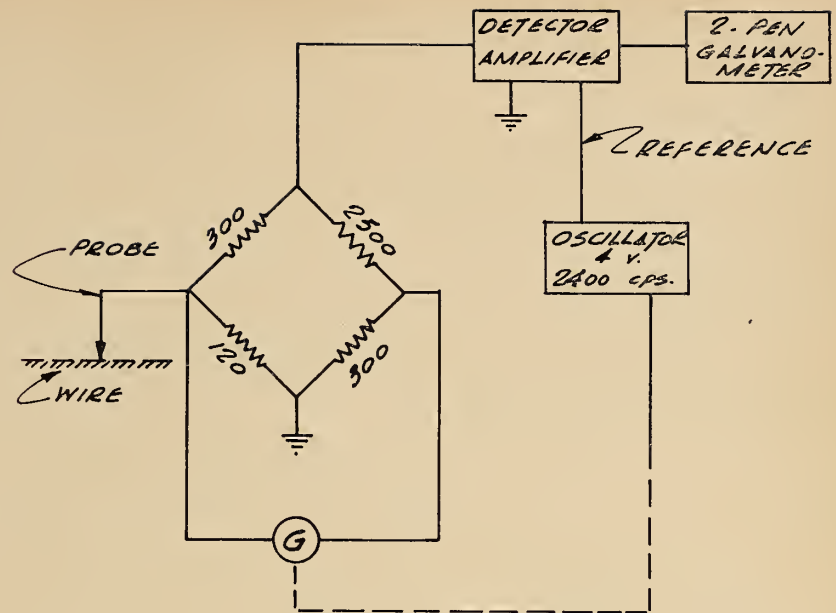 DETECTOR
AMPLIFIER
2-PEN
GALVANO-
METER
REFERENCE
OSCILLATOR
4 V.
2400 CPS.
300
2500
PROBE
120
300
WIRE
G